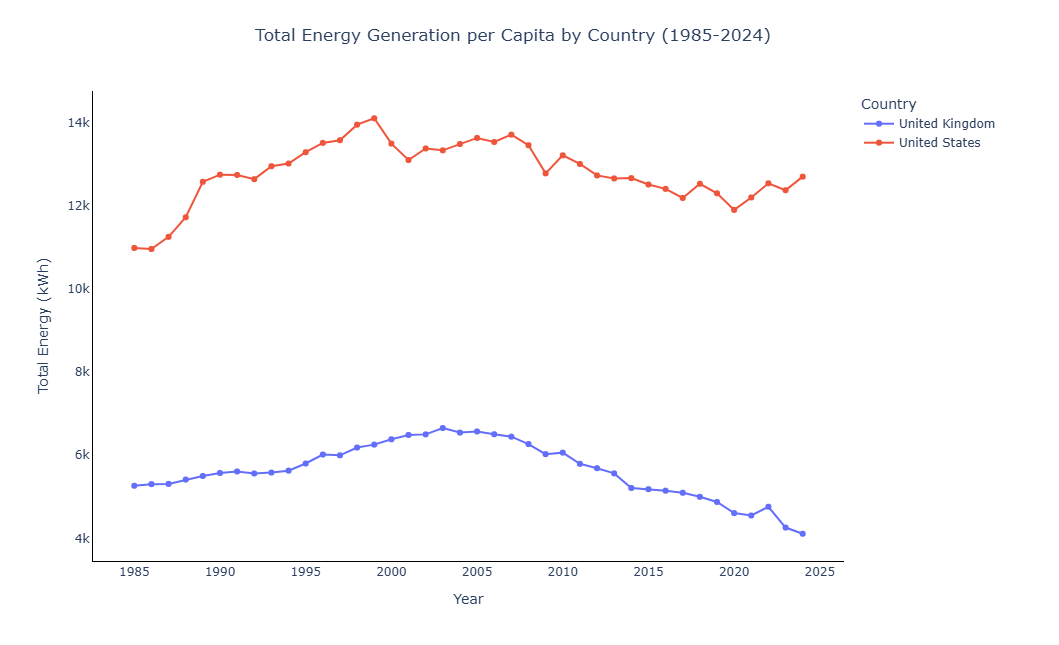 Total Energy Generation per Capita by Country (1985-2024)
Country
United Kingdom
United States
Total Energy (kWh)
14k
12k
10k
8k
6k
4k
1985 1990 1995 2000 2005 2010 2015 2020 2025
Year